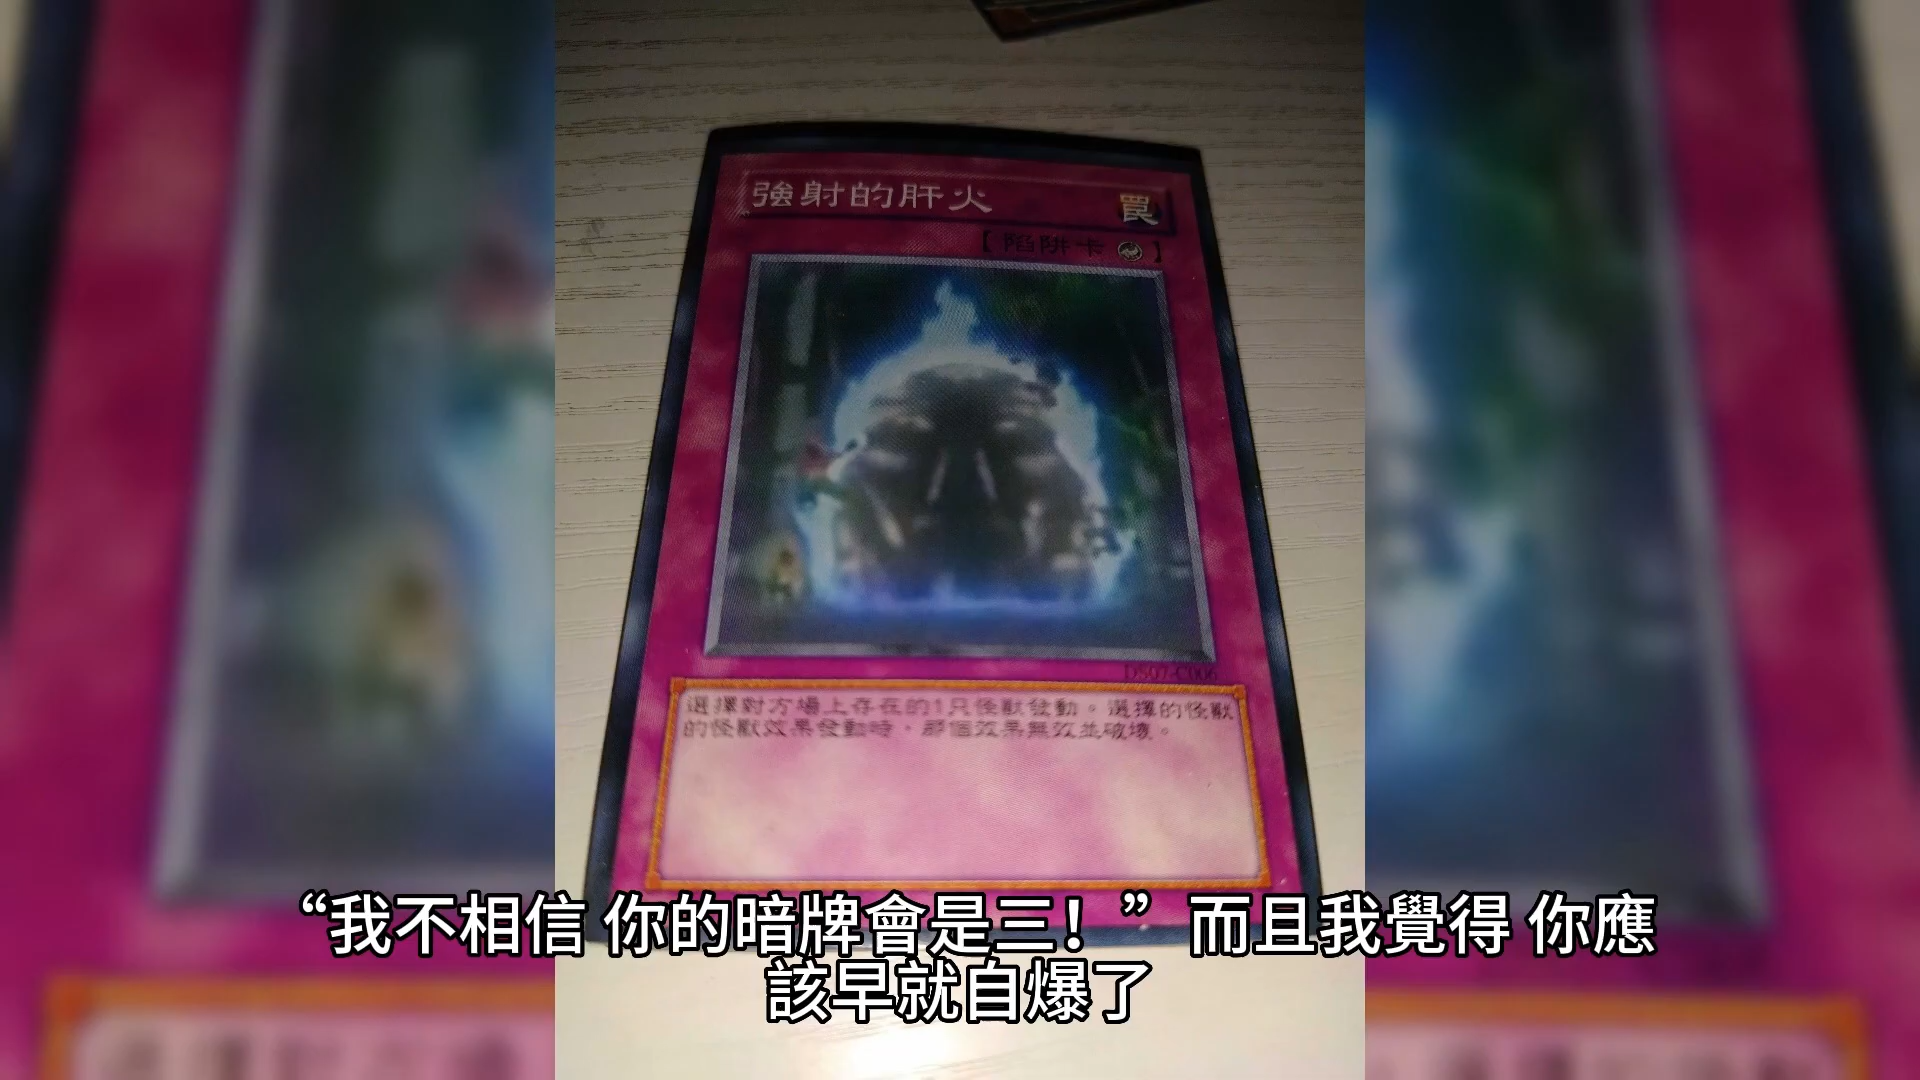 強射的肝火
罠
【陷阱卡】
DS07-C006
選擇對方場上存在的1只怪獸發動。選擇的怪獸
的怪獸效果發動時,那個效果無效並破壞。
“我不相信 你的暗牌會是三!” 而且我覺得 你應
該早就自爆了